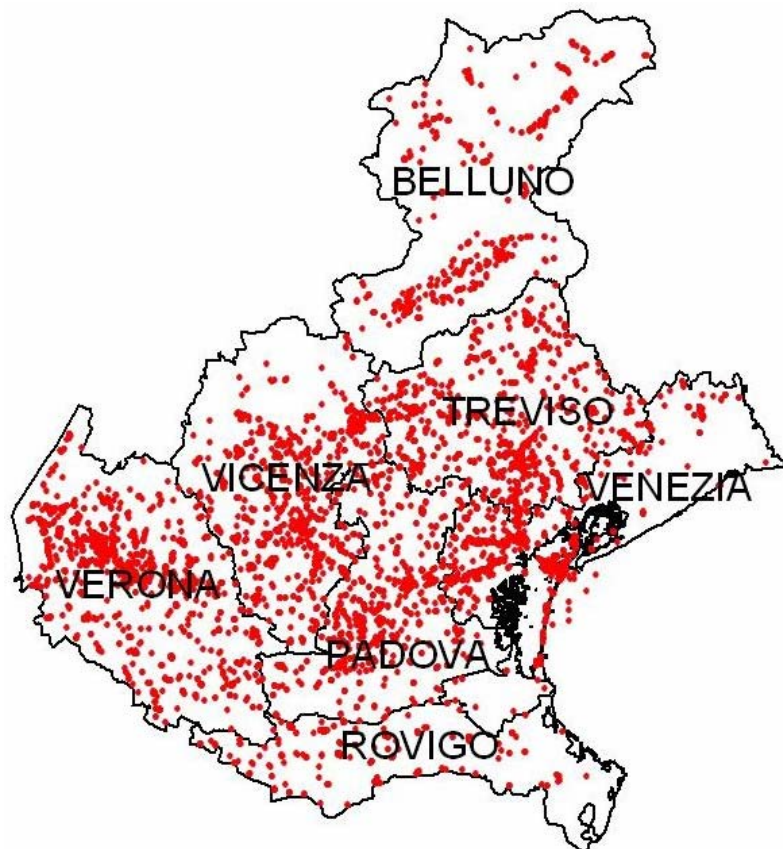 BELLUNO
TREVISO
VICENZA
VENEZIA
VERONA
PADOVA
ROVIGO